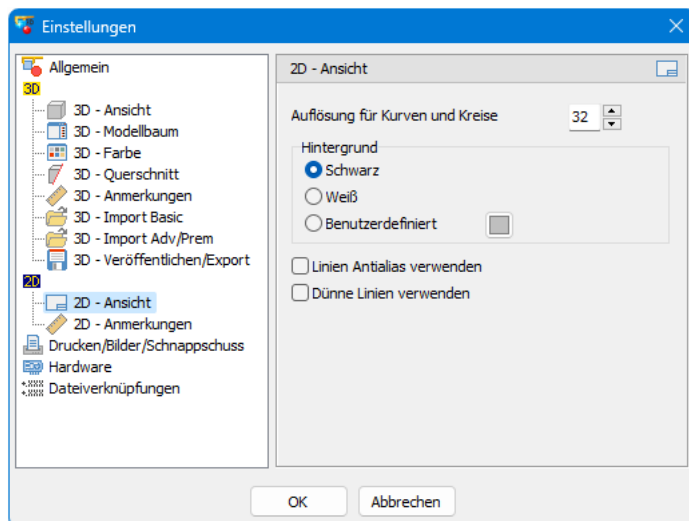 Einstellungen
Allgemein
3D
3D - Ansicht
3D - Modellbaum
3D - Farbe
3D - Querschnitt
3D - Anmerkungen
3D - Import Basic
3D - Import Adv/Prem
3D - Veröffentlichen/Export
2D
2D - Ansicht
2D - Anmerkungen
Drucken/Bilder/Schnappschuss
Hardware
Dateiverknüpfungen
2D - Ansicht
Auflösung für Kurven und Kreise 32
Hintergrund
Schwarz
Weiß
Benutzerdefiniert
Linien Antialias verwenden
Dünne Linien verwenden
OK Abbrechen